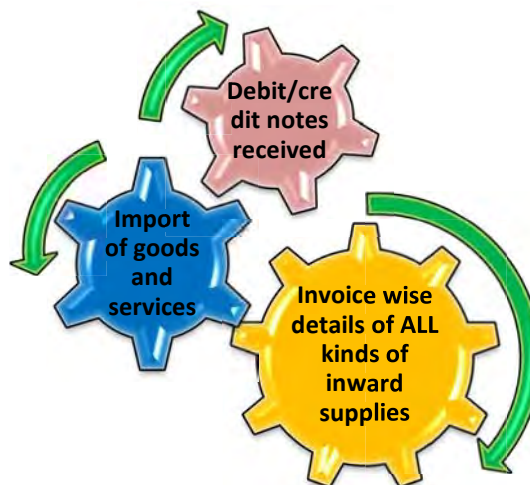 Debit/cre
dit notes
received
Import
of goods
and
services
Invoice wise
details of ALL
kinds of
inward
supplies